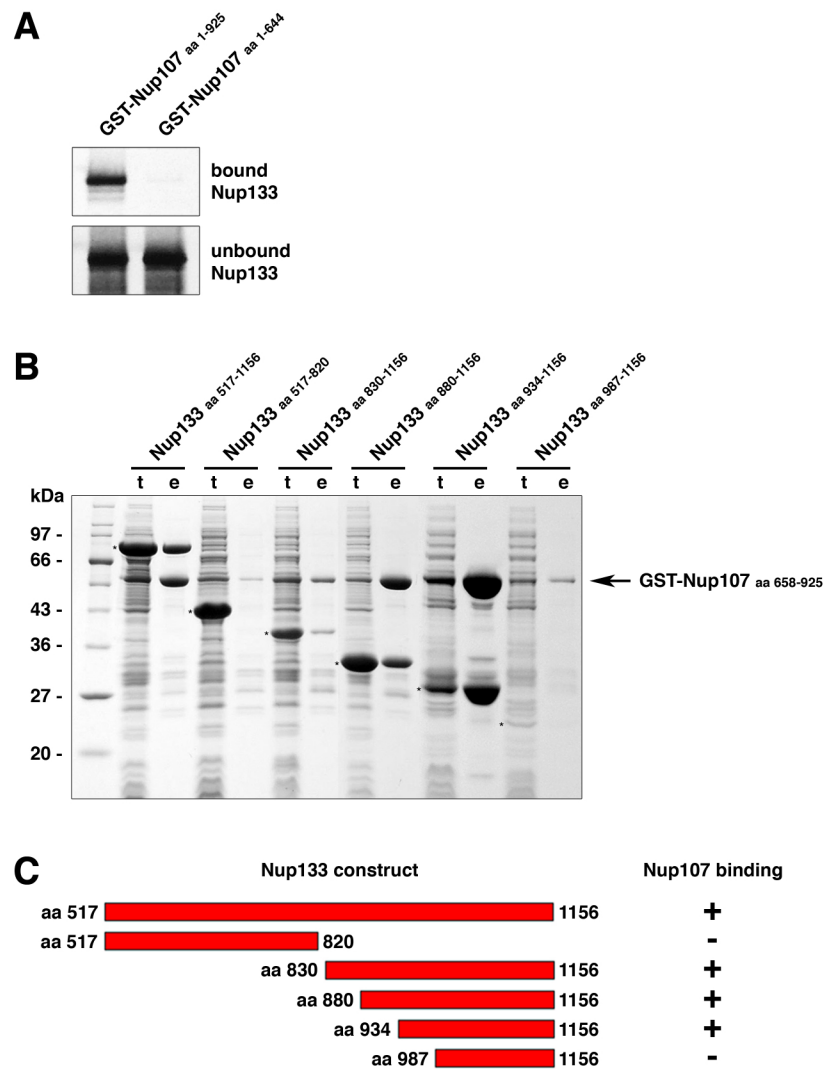 A
GST-Nup107 aa 1-925
GST-Nup107 aa 1-644
bound
Nup133
unbound
Nup133
B
Nup133 aa 517-1156
Nup133 aa 517-820
Nup133 aa 830-1156
Nup133 aa 880-1156
Nup133 aa 934-1156
Nup133 aa 987-1156
t e t e t e t e t e t e
kDa
97 -
66 -
43 -
36 -
27 -
20 -
* * * * * *
GST-Nup107 aa 658-925
C
Nup133 construct Nup107 binding
aa 517 1156 +
aa 517 820 -
aa 830 1156 +
aa 880 1156 +
aa 934 1156 +
aa 987 1156 -